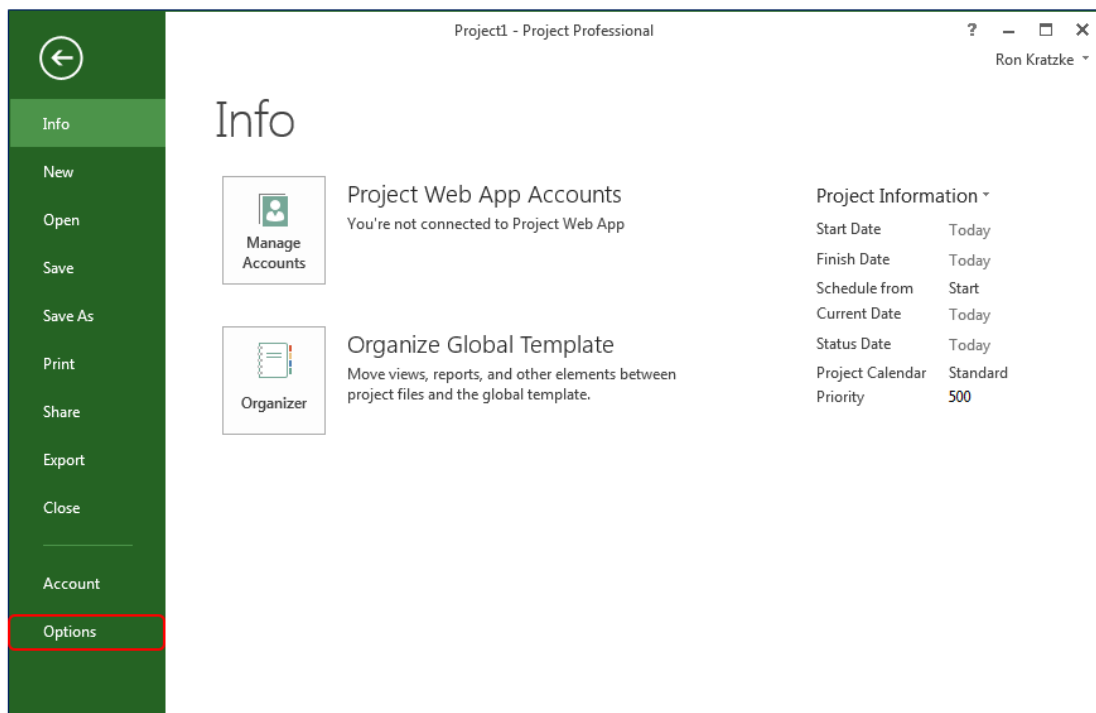 Project1 - Project Professional
?
Ron Kratzke
Info
New
Open
Save
Save As
Print
Share
Export
Close
Account
Options
Info
Manage
Accounts
Project Web App Accounts
You're not connected to Project Web App
Organizer
Organize Global Template
Move views, reports, and other elements between
project files and the global template.
Project Information
Start Date Today
Finish Date Today
Schedule from Start
Current Date Today
Status Date Today
Project Calendar Standard
Priority 500